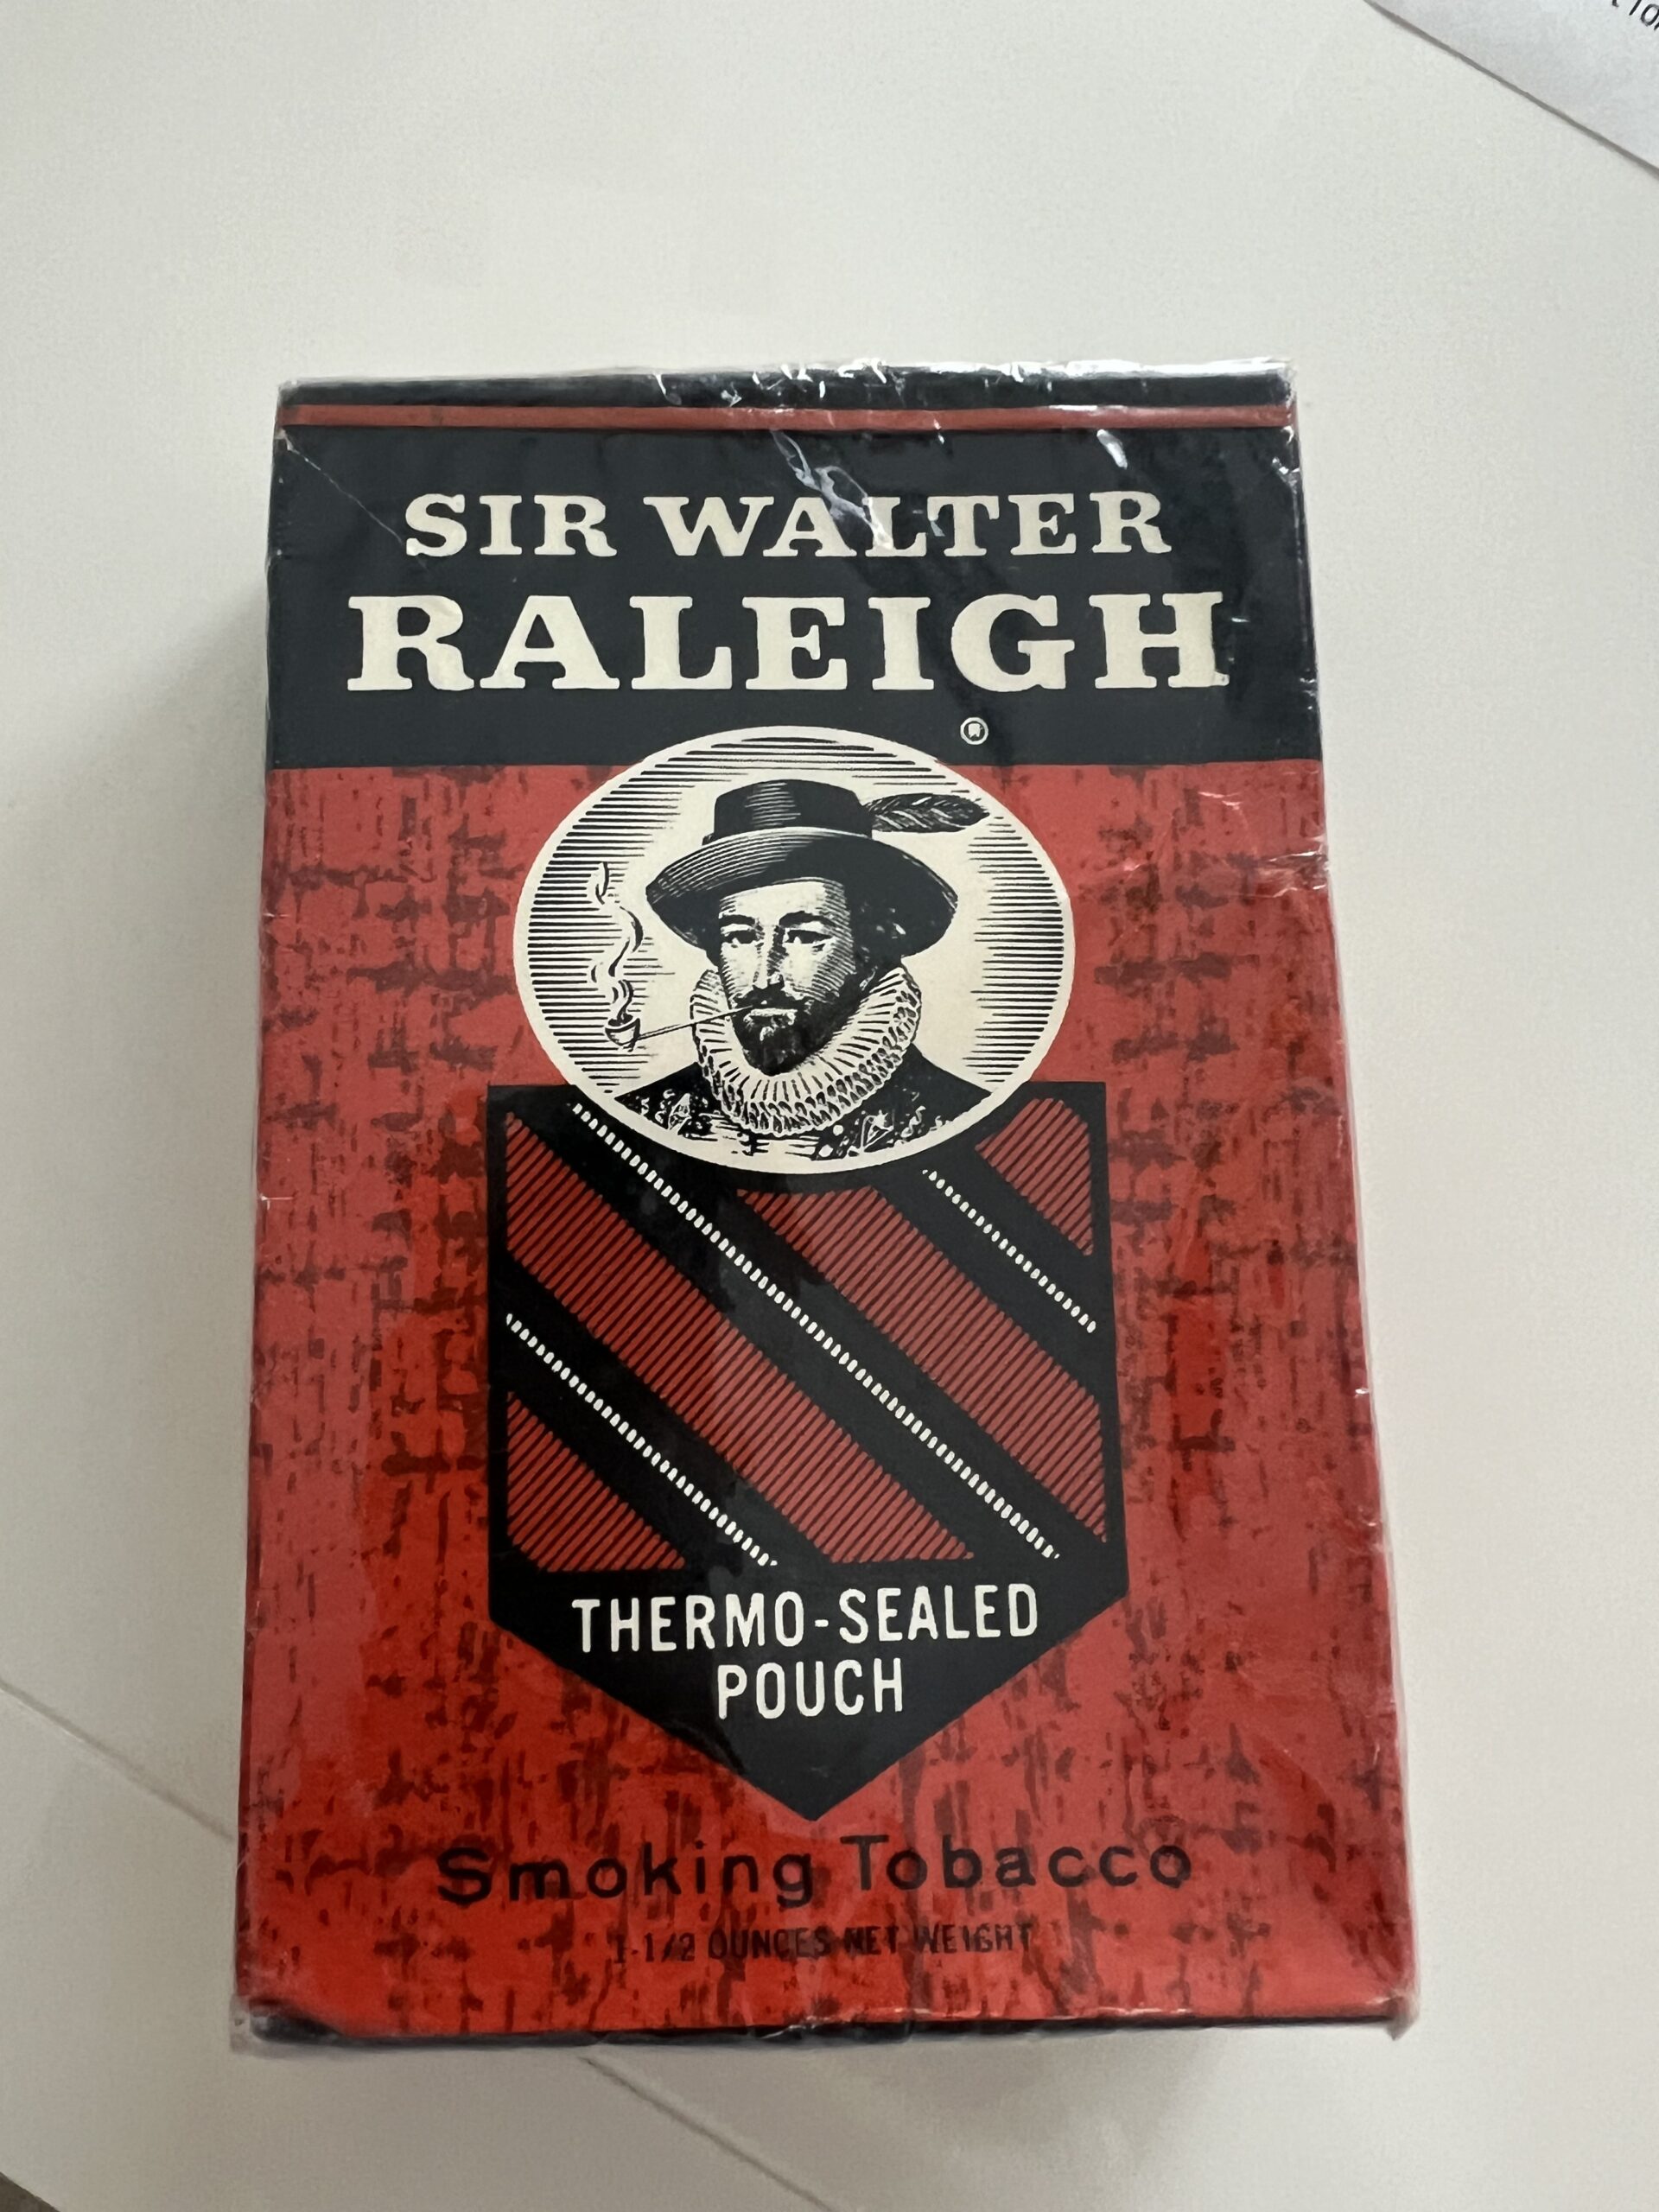 SIR WALTER
RALEIGH
®
THERMO-SEALED
POUCH
Smoking Tobacco
1-1/2 OUNCES NET WEIGHT